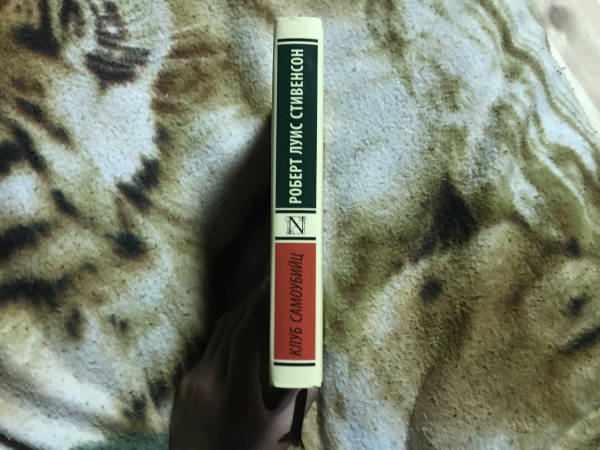 РОБЕРТ ЛУИС СТИВЕНСОН
N
КЛУБ САМОУБИЙЦ